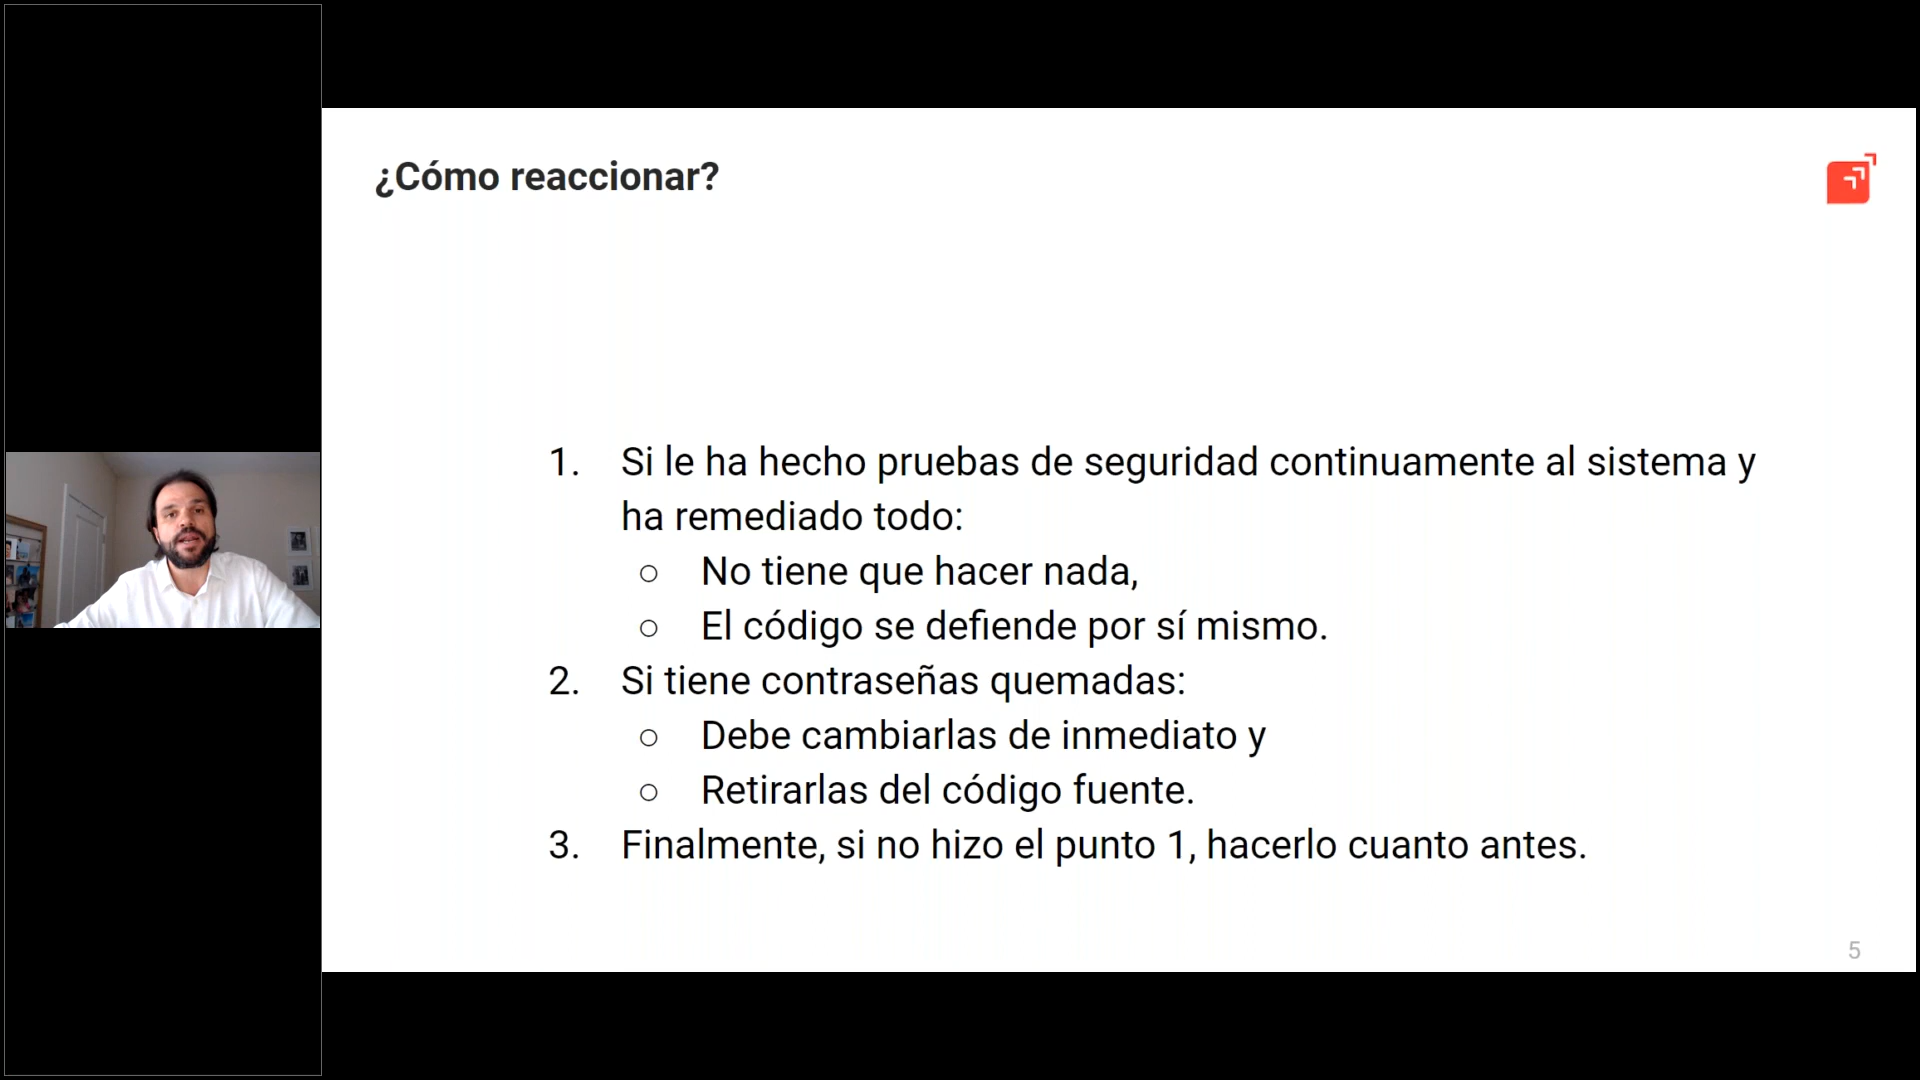 ¿Cómo reaccionar?
1. Si le ha hecho pruebas de seguridad continuamente al sistema y
ha remediado todo:
○ No tiene que hacer nada,
○ El código se defiende por sí mismo.
2. Si tiene contraseñas quemadas:
○ Debe cambiarlas de inmediato y
○ Retirarlas del código fuente.
3. Finalmente, si no hizo el punto 1, hacerlo cuanto antes.
5